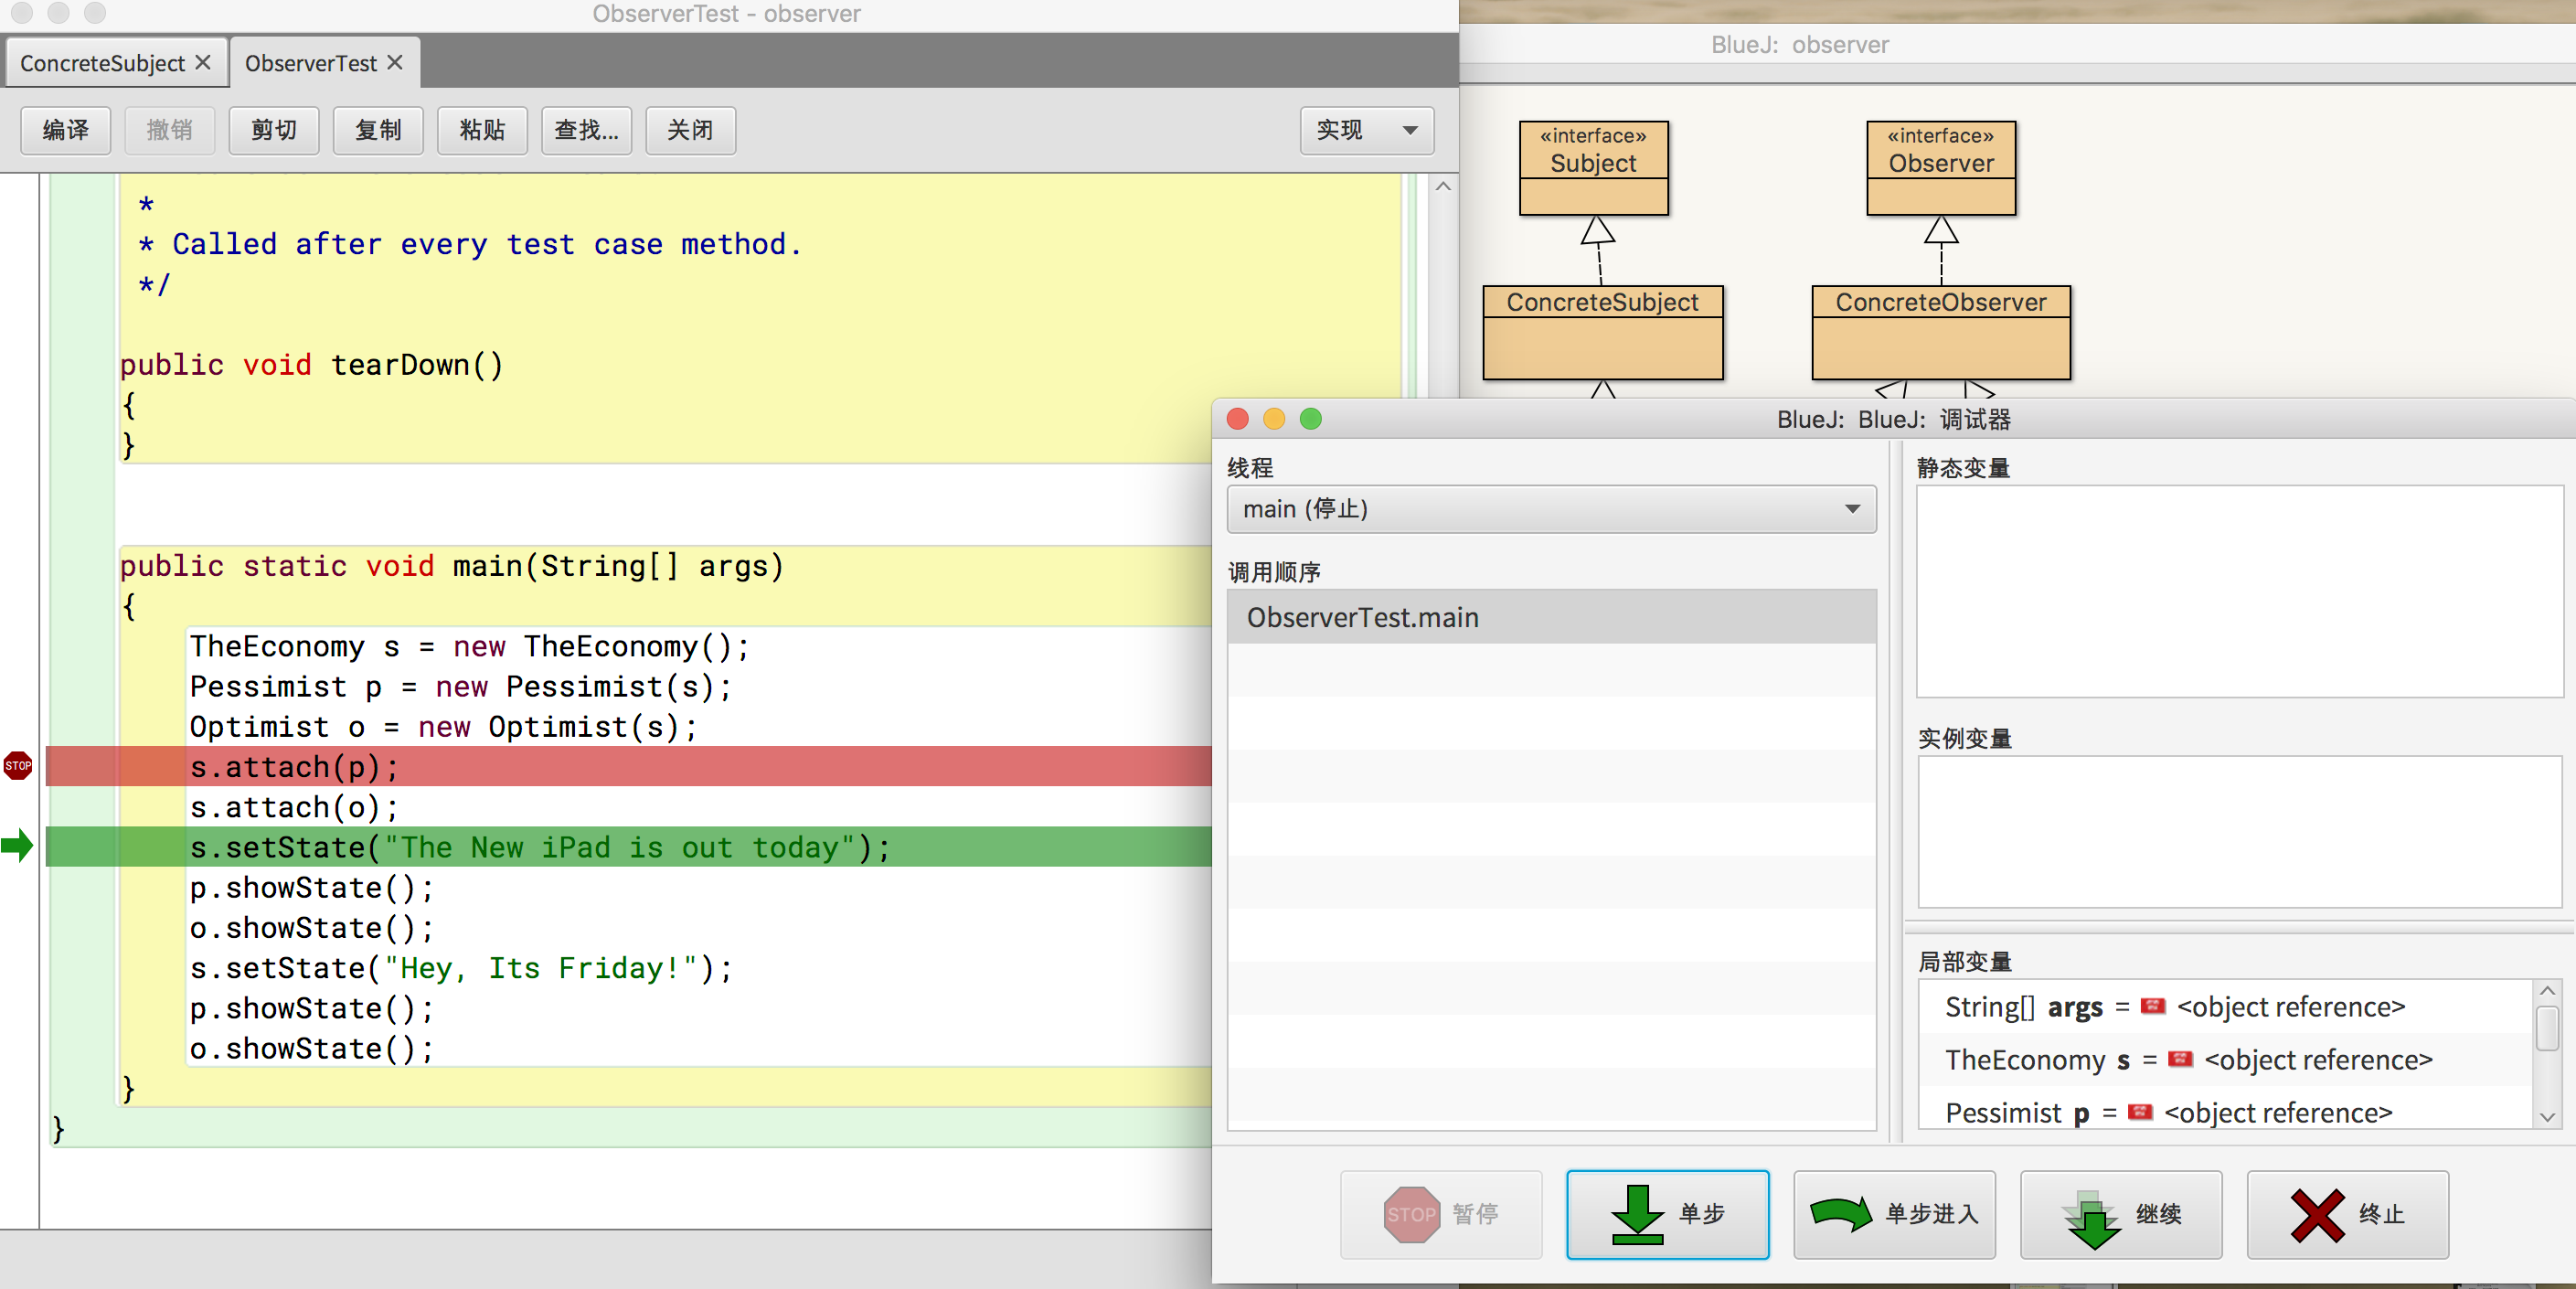 ObserverTest - observer
ConcreteSubject
ObserverTest
编译
撤销
剪切
复制
粘贴
查找...
关闭
实现
*
* Called after every test case method.
*/
public void tearDown()
{
}
public static void main(String[] args)
{
TheEconomy s = new TheEconomy();
Pessimist p = new Pessimist(s);
Optimist o = new Optimist(s);
STOP
s.attach(p);
s.attach(o);
s.setState("The New iPad is out today");
p.showState();
o.showState();
s.setState("Hey, Its Friday!");
p.showState();
o.showState();
}
}
BlueJ: observer
«interface»
Subject
«interface»
Observer
ConcreteSubject
ConcreteObserver
BlueJ: BlueJ: 调试器
线程
main (停止)
调用顺序
ObserverTest.main
静态变量
实例变量
局部变量
String[] args = <object reference>
TheEconomy s = <object reference>
Pessimist p = <object reference>
STOP 暂停
单步
单步进入
继续
终止